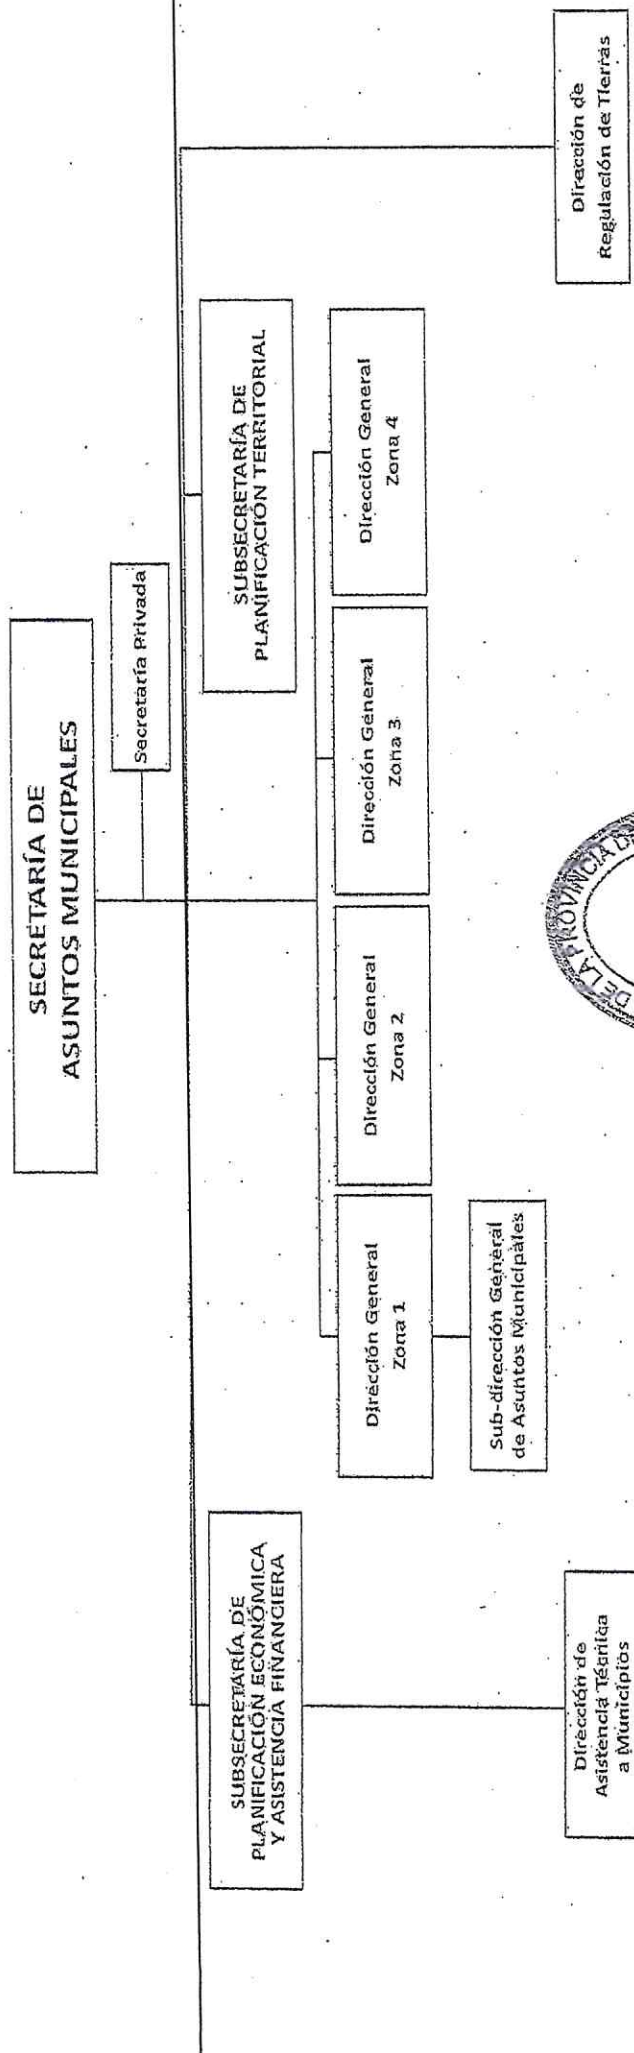 SECRETARÍA DE
ASUNTOS MUNICIPALES
Secretaría Privada
SUBSECRETARÍA DE
PLANIFICACIÓN ECONÓMICA
Y ASISTENCIA FINANCIERA
SUBSECRETARÍA DE
PLANIFICACIÓN TERRITORIAL
Dirección General
Zona 1
Dirección General
Zona 2
Dirección General
Zona 3
Dirección General
Zona 4
Sub-dirección General
de Asuntos Municipales
Dirección de
Asistencia Técnica
a Municipios
Dirección de
Regulación de Tierras
DE LA PROVINCIA